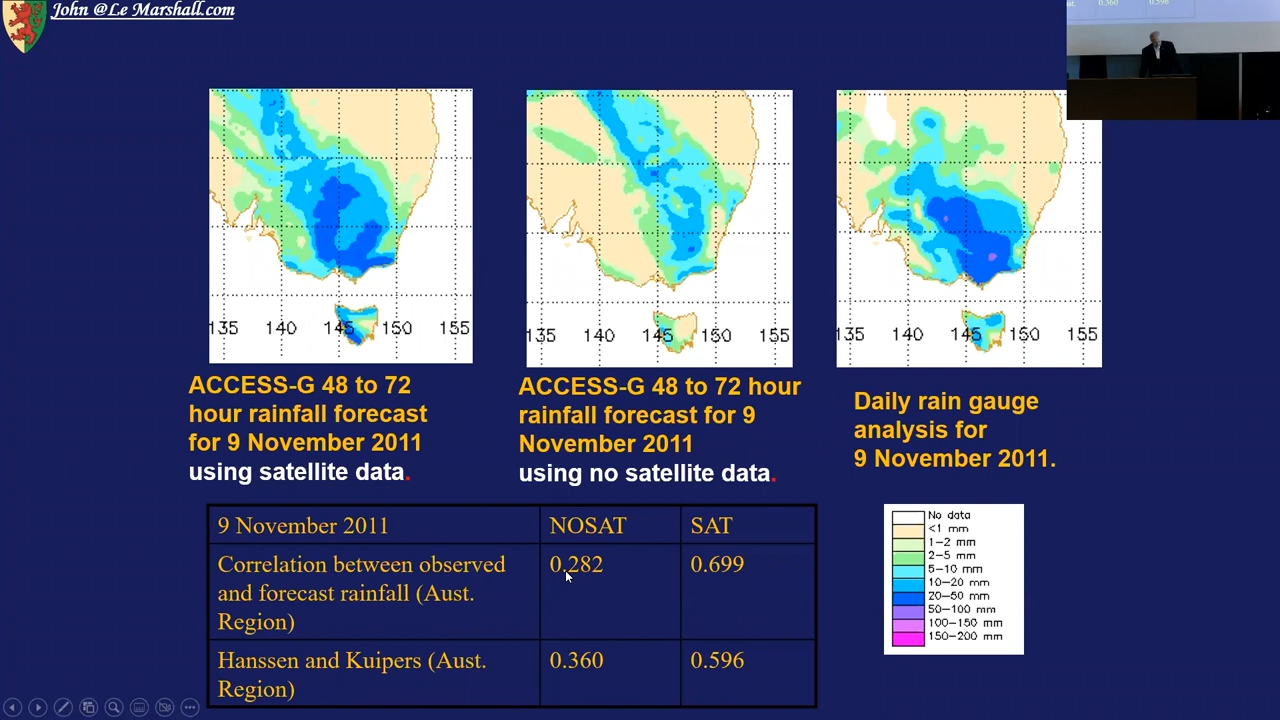 John @Le Marshall.com
0.360 0.596
135 140 145 150 155
135 140 145 150 155
135 140 145 150 155
ACCESS-G 48 to 72
hour rainfall forecast
for 9 November 2011
using satellite data.
ACCESS-G 48 to 72 hour
rainfall forecast for 9
November 2011
using no satellite data.
Daily rain gauge
analysis for
9 November 2011.
9 November 2011 NOSAT SAT
Correlation between observed
and forecast rainfall (Aust.
Region)
0.282 0.699
Hanssen and Kuipers (Aust.
Region)
0.360 0.596
No data
<1 mm
1-2 mm
2-5 mm
5-10 mm
10-20 mm
20-50 mm
50-100 mm
100-150 mm
150-200 mm